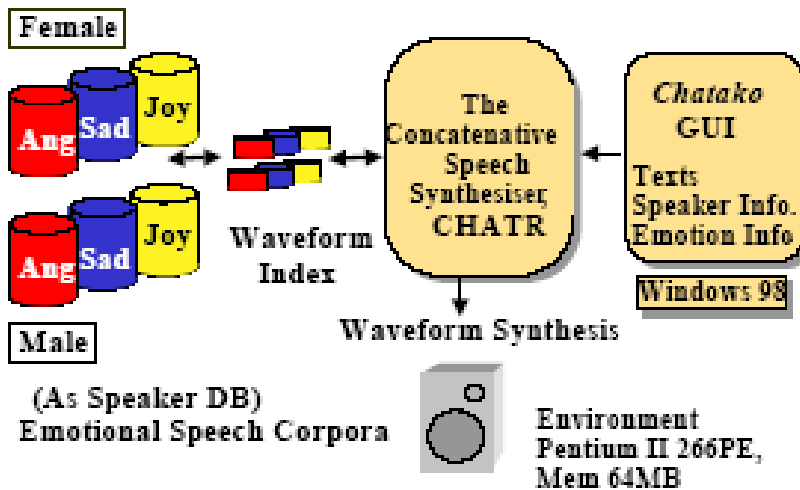 Female
Ang
Sad
Joy
Ang
Sad
Joy
Male
(As Speaker DB)
Emotional Speech Corpora
Waveform
Index
The
Concatenative
Speech
Synthesiser,
CHATR
Waveform Synthesis
Chatako
GUI
Texts
Speaker Info.
Emotion Info
Windows 98
Environment
Pentium II 266PE,
Mem 64MB